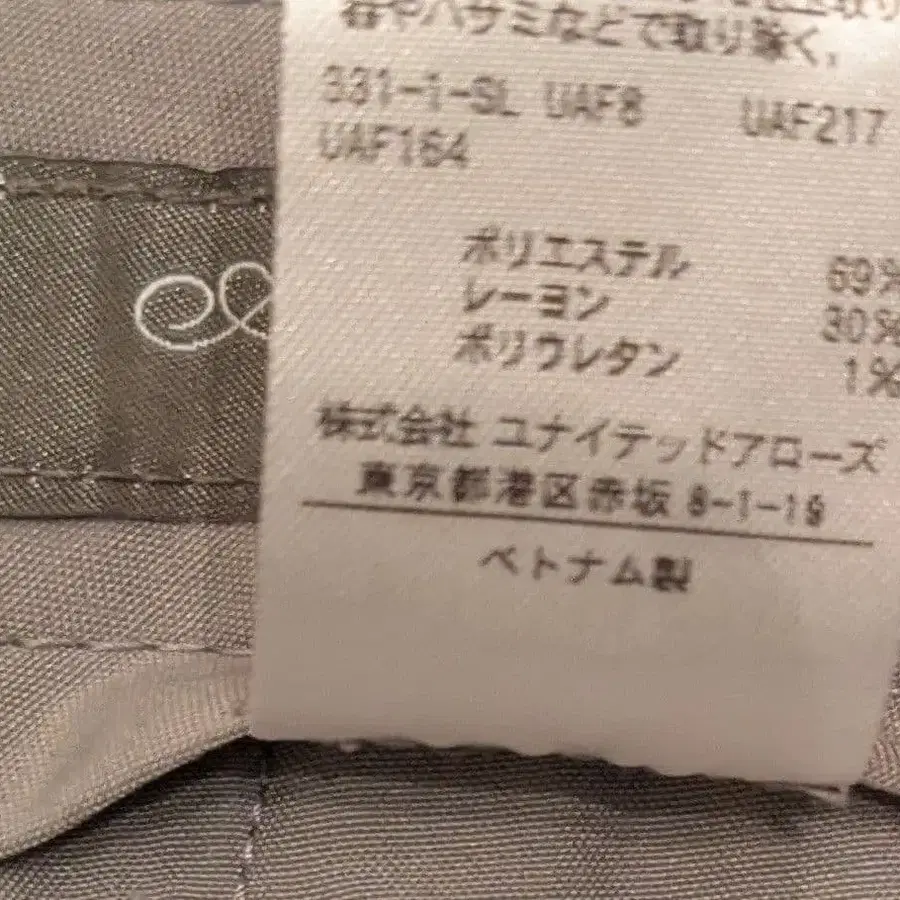 やハサミなどで取り除く。
331-1-SL UAF8 UAF217
UAF164
ポリエステル 69%
レーヨン 30%
ポリウレタン 1%
株式会社 ユナイテッドアローズ
東京都港区赤坂 8-1-19
ベトナム製